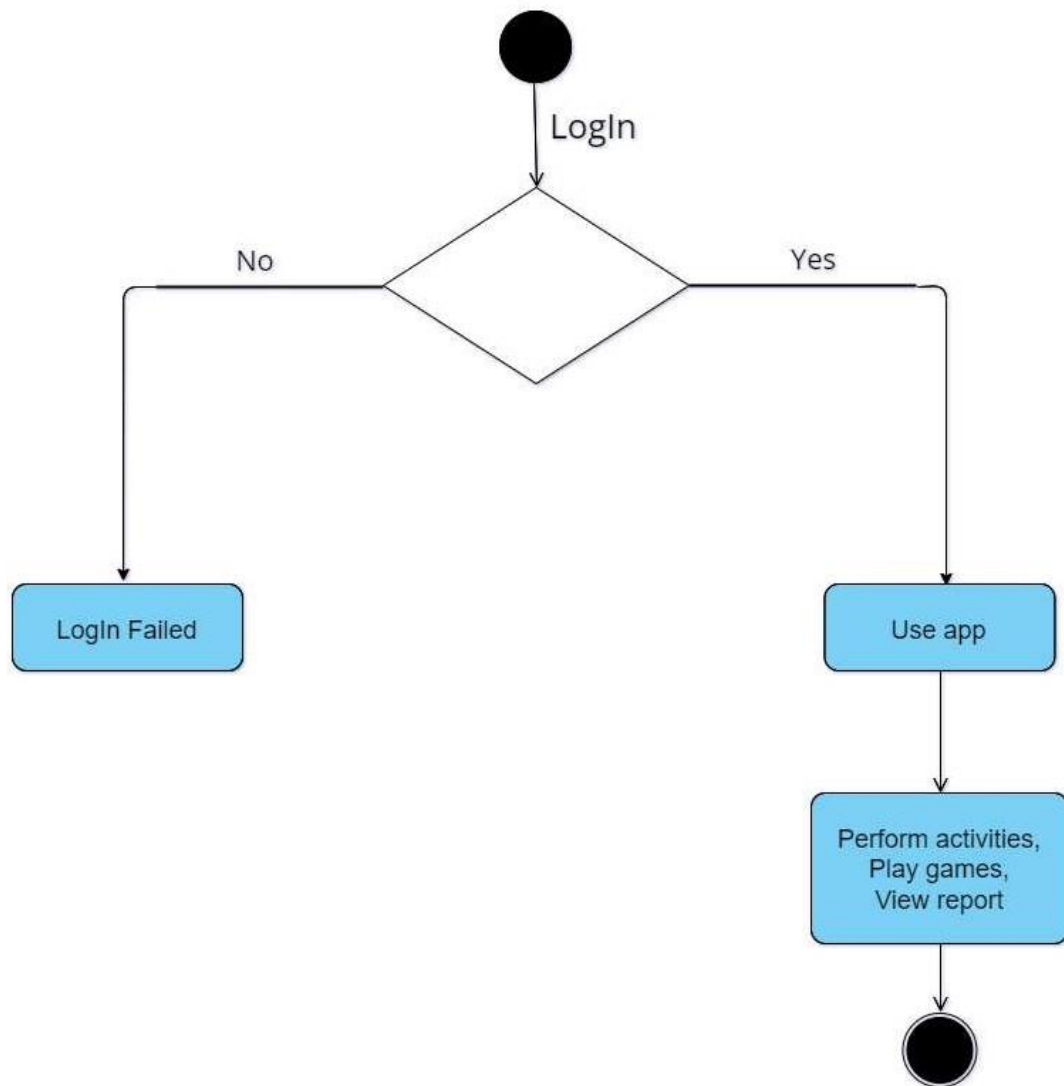 LogIn
No
Yes
LogIn Failed
Use app
Perform activities,
Play games,
View report